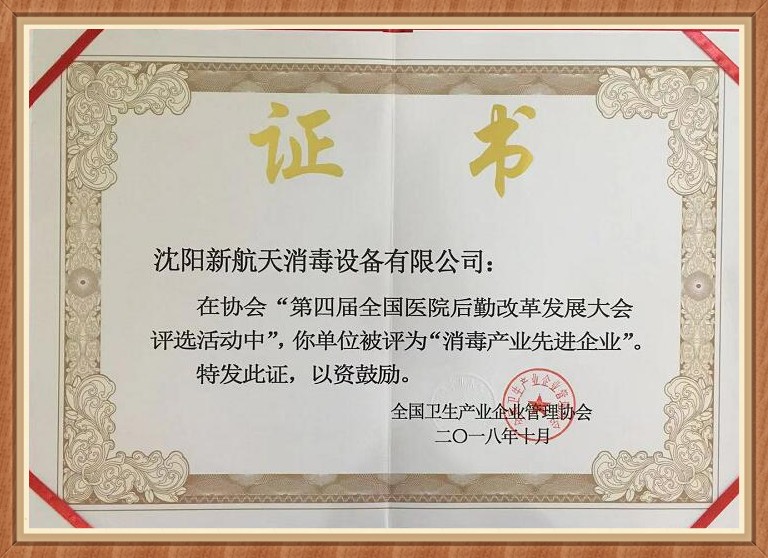 证书
沈阳新航天消毒设备有限公司：
在协会“第四届全国医院后勤改革发展大会
评选活动中”，你单位被评为“消毒产业先进企业”。
特发此证，以资鼓励。
全国卫生产业企业管理协会
二〇一八年十月